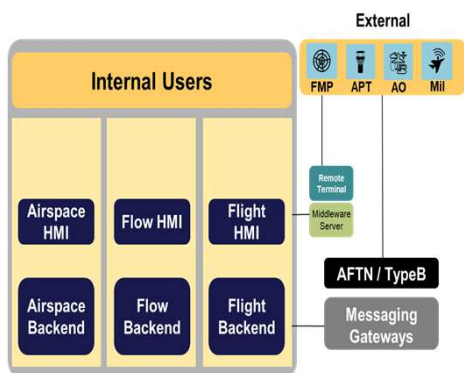 External
Internal Users
FMP APT AO Mil
Remote
Terminal
Middleware
Server
Airspace
HMI
Flow HMI
Flight
HMI
AFTN / TypeB
Airspace
Backend
Flow
Backend
Flight
Backend
Messaging
Gateways